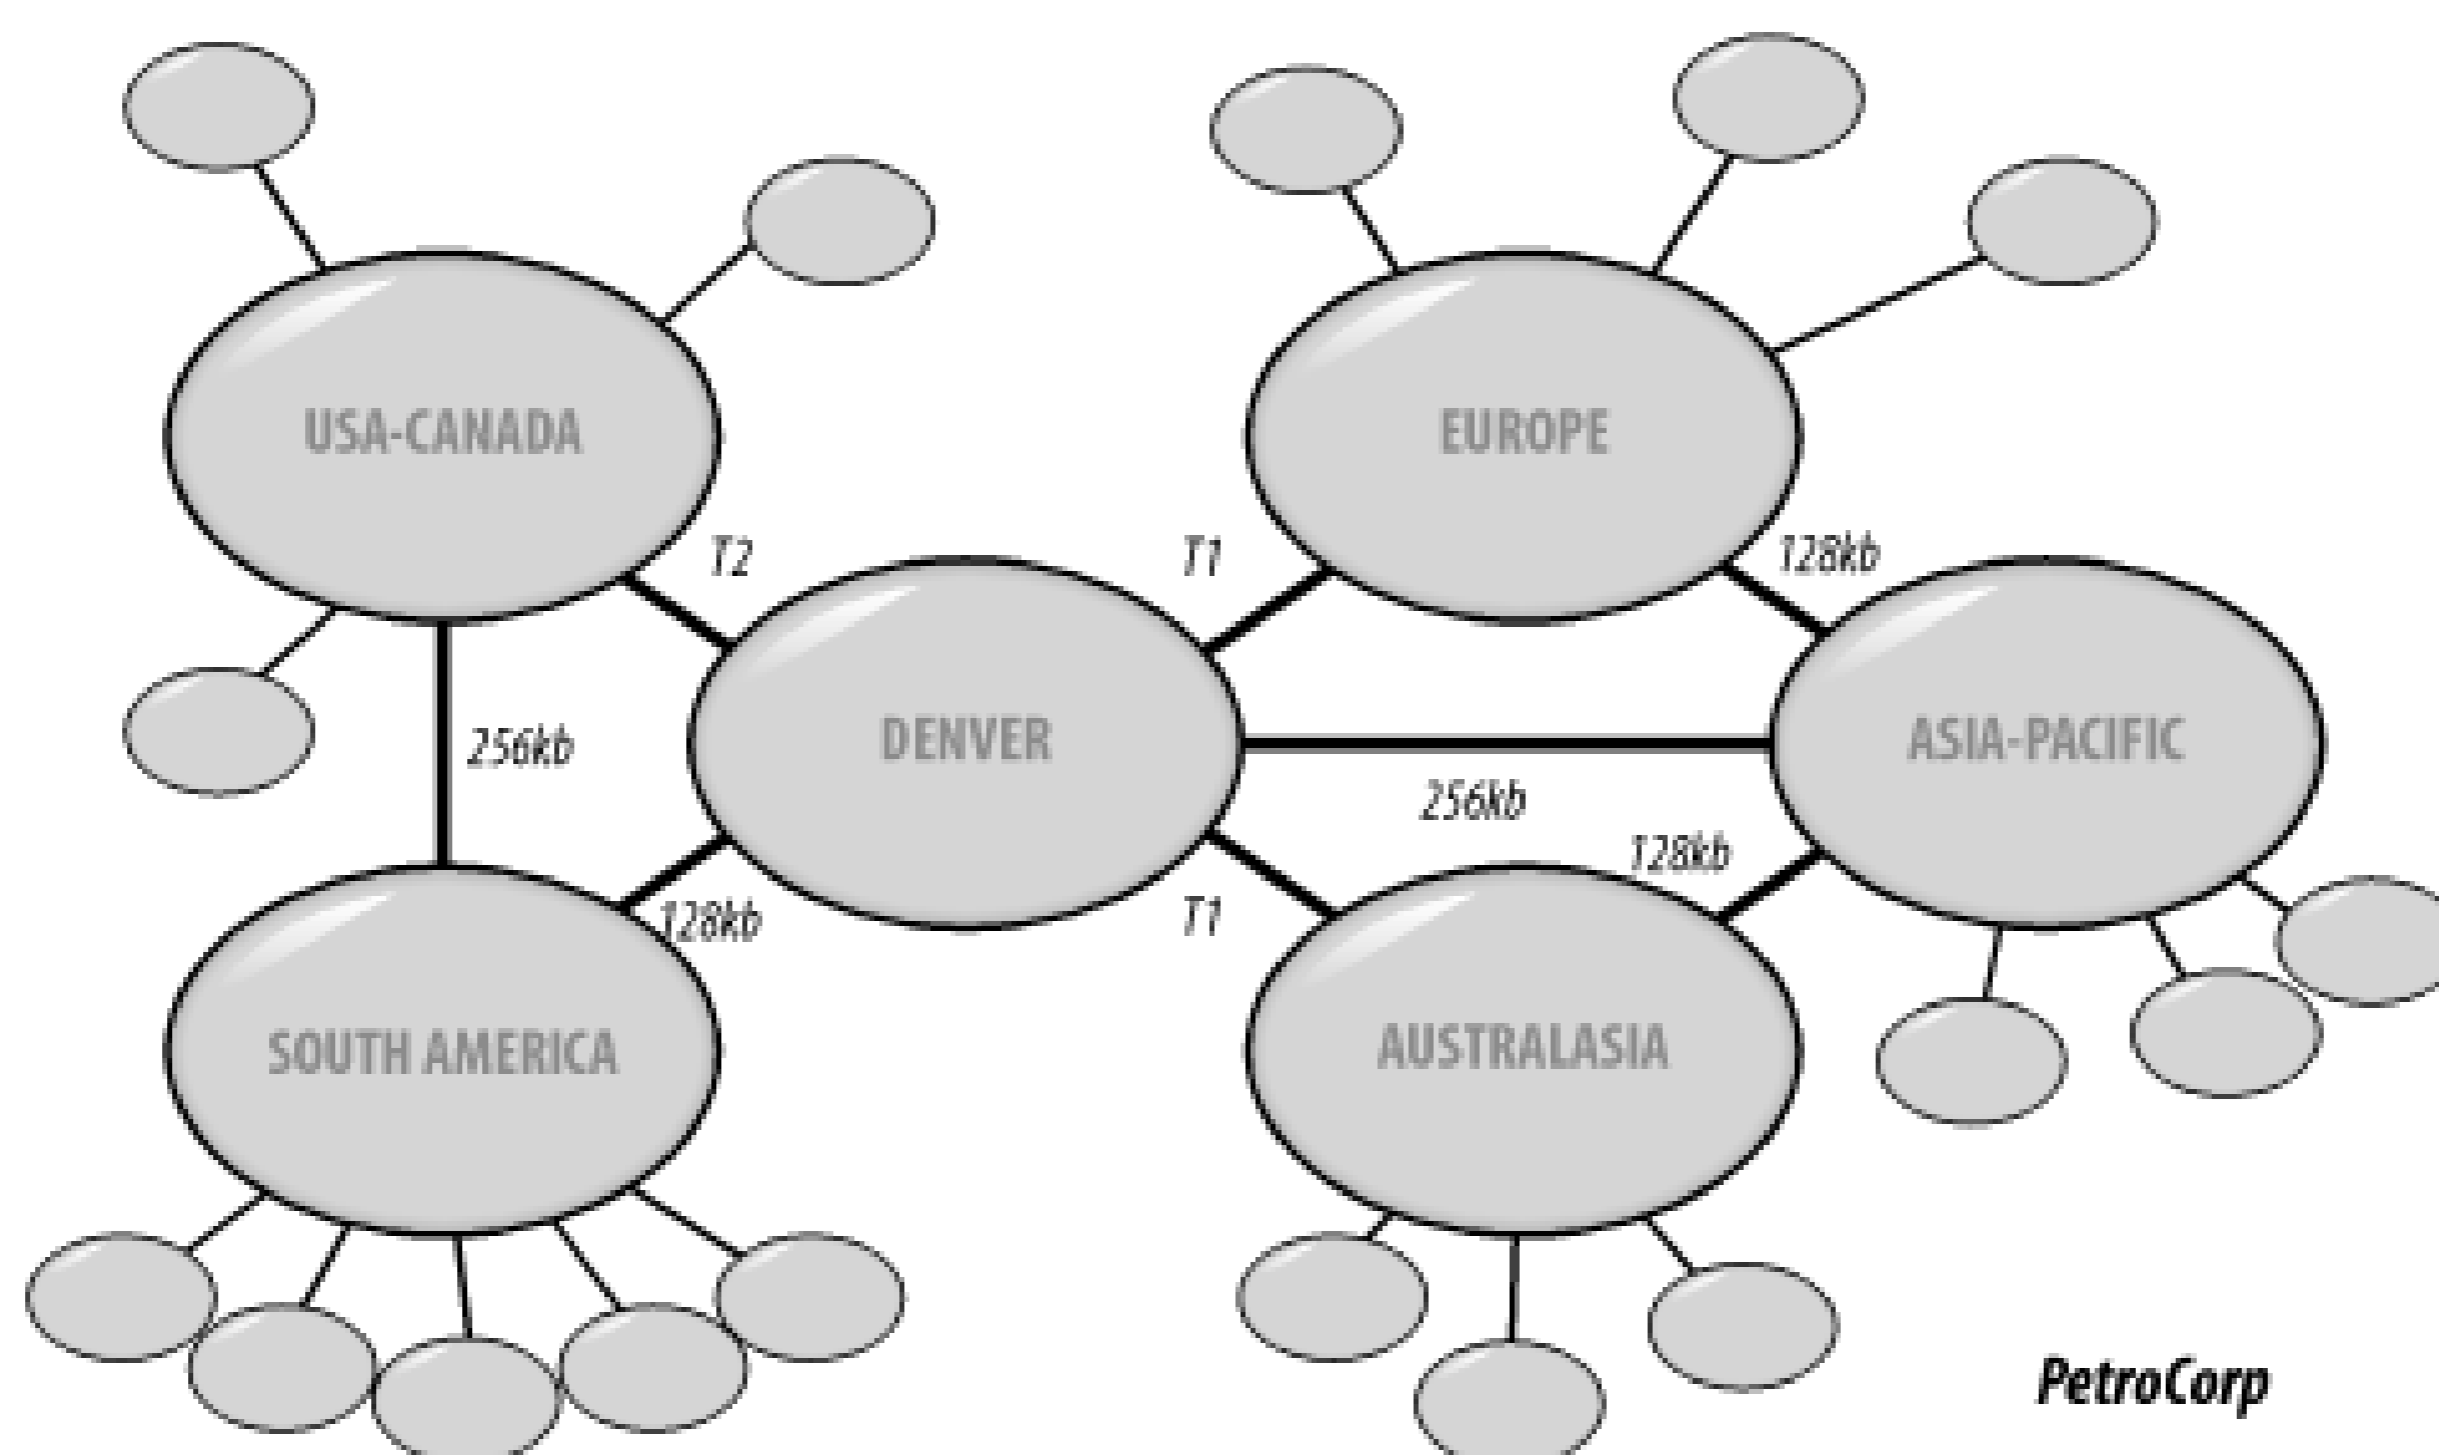 USA-CANADA
EUROPE
T2
T1
128kb
DENVER
ASIA-PACIFIC
256kb
256kb
128kb
128kb
T1
SOUTH AMERICA
AUSTRALASIA
PetroCorp